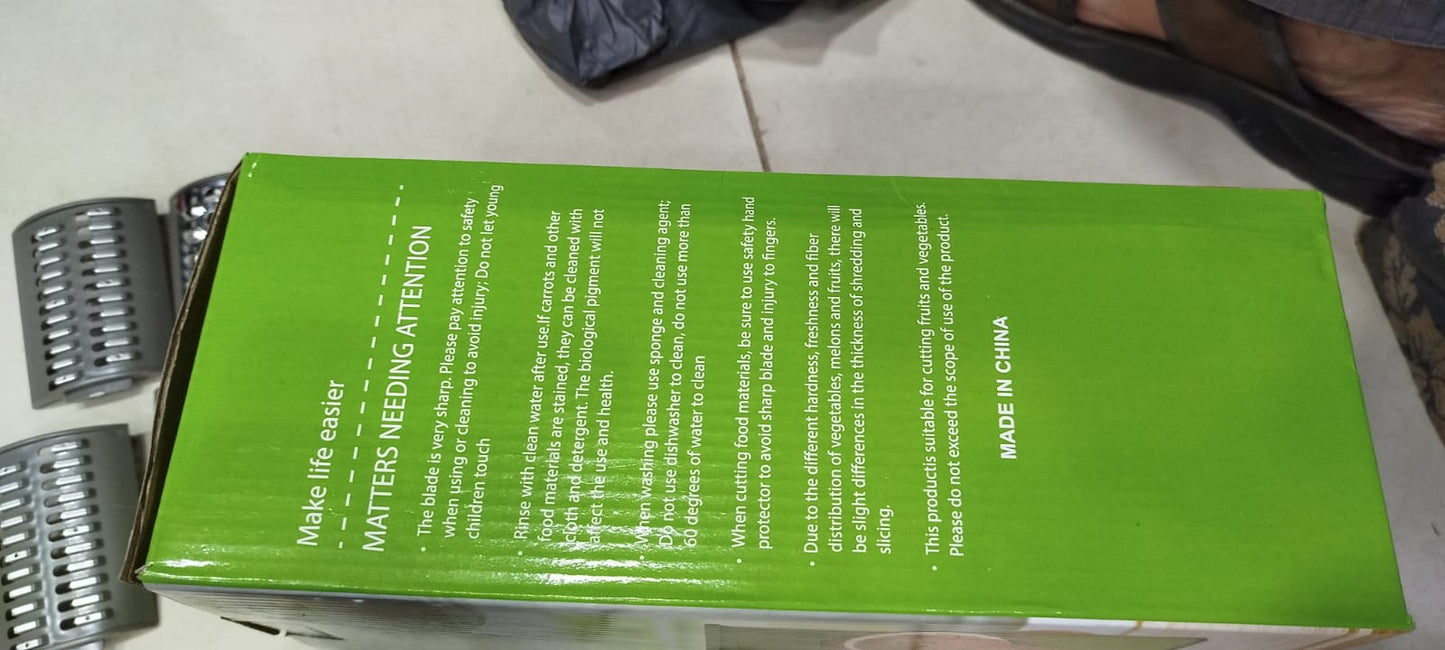 Make life easier
MATTERS NEEDING ATTENTION
• The blade is very sharp. Please pay attention to safety
when using or cleaning to avoid injury; Do not let young
children touch
• Rinse with clean water after use.If carrots and other
food materials are stained, they can be cleaned with
cloth and detergent. The biological pigment will not
affect the use and health.
• When washing please use sponge and cleaning agent;
Do not use dishwasher to clean, do not use more than
60 degrees of water to clean
• When cutting food materials, be sure to use safety hand
protector to avoid sharp blade and injury to fingers.
• Due to the different hardness, freshness and fiber
distribution of vegetables, melons and fruits, there will
be slight differences in the thickness of shredding and
slicing.
• This productis suitable for cutting fruits and vegetables.
Please do not exceed the scope of use of the product.
MADE IN CHINA